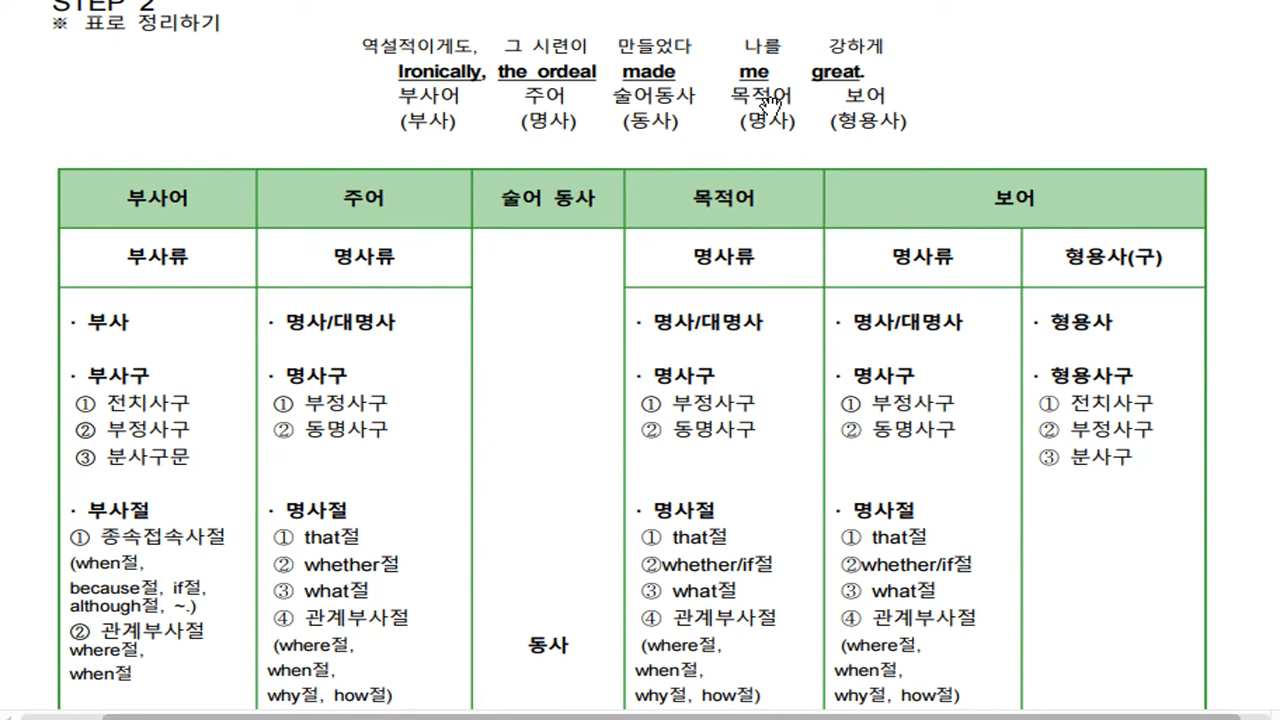 STEP 2
※ 표로 정리하기
역설적이게도, 그 시련이 만들었다 나를 강하게
Ironically, the ordeal made me great.
부사어 주어 술어동사 목적어 보어
(부사) (명사) (동사) (명사) (형용사)
부사어 주어 술어 동사 목적어 보어
부사류 명사류 명사류 명사류 형용사(구)
· 부사
· 부사구
① 전치사구
② 부정사구
③ 분사구문
· 부사절
① 종속접속사절
(when절,
because절, if절,
although절, ~.)
② 관계부사절
where절,
when절
· 명사/대명사
· 명사구
① 부정사구
② 동명사구
· 명사절
① that절
② whether절
③ what절
④ 관계부사절
(where절,
when절,
why절, how절)
동사
· 명사/대명사
· 명사구
① 부정사구
② 동명사구
· 명사절
① that절
②whether/if절
③ what절
④ 관계부사절
(where절,
when절,
why절, how절)
· 명사/대명사
· 명사구
① 부정사구
② 동명사구
· 명사절
① that절
②whether/if절
③ what절
④ 관계부사절
(where절,
when절,
why절, how절)
· 형용사
· 형용사구
① 전치사구
② 부정사구
③ 분사구